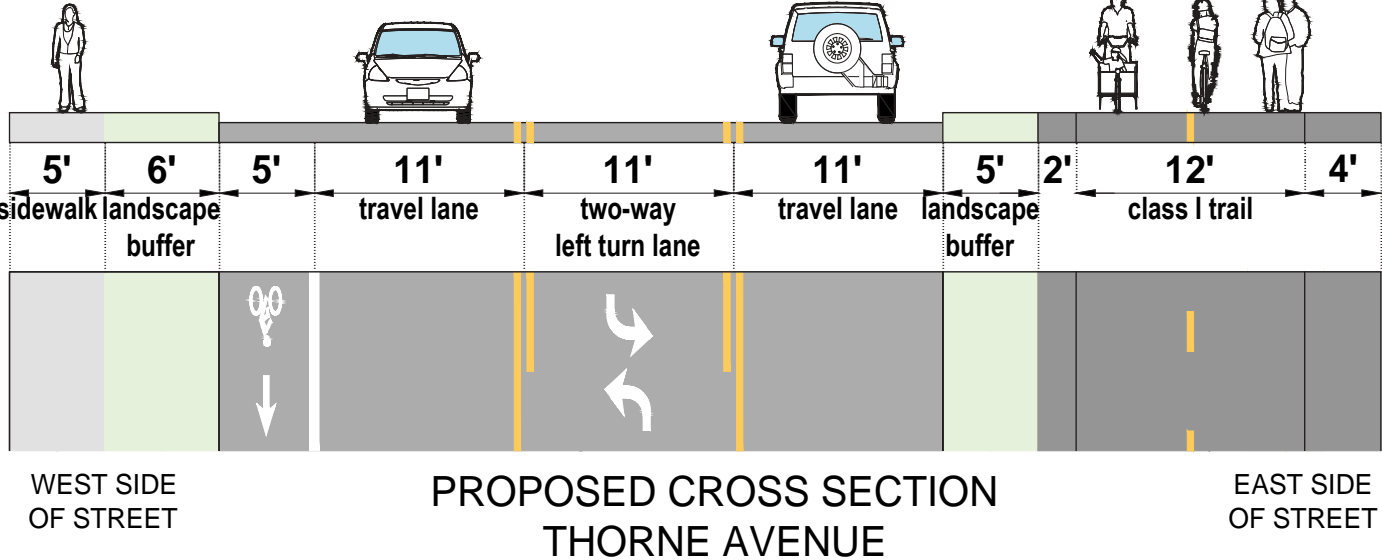 5' 6' 5' 11' 11' 11' 5' 2' 12' 4'
sidewalk landscape travel lane two-way travel lane landscape class I trail
buffer left turn lane buffer
WEST SIDE
OF STREET
PROPOSED CROSS SECTION
THORNE AVENUE
EAST SIDE
OF STREET